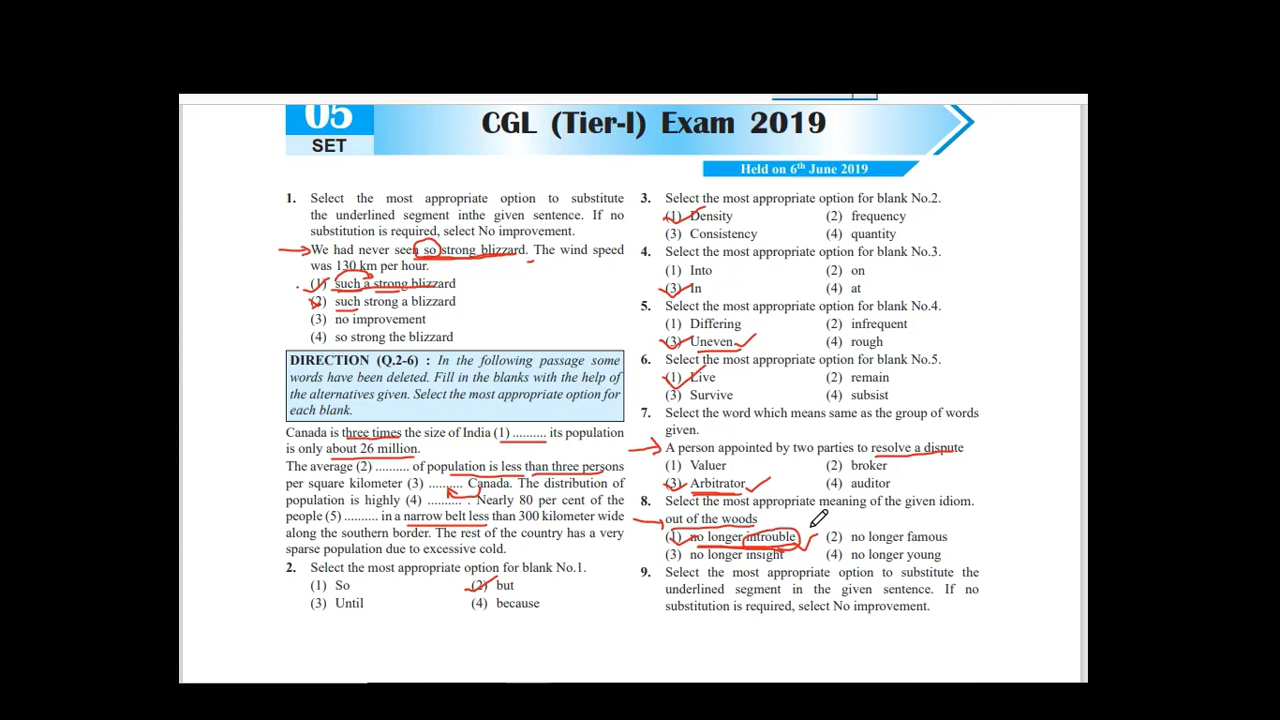 05
SET
CGL (Tier-I) Exam 2019
Held on 6th June 2019
1. Select the most appropriate option to substitute
the underlined segment inthe given sentence. If no
substitution is required, select No improvement.
We had never seen so strong blizzard. The wind speed
was 130 km per hour.
(1) such a strong blizzard
(2) such strong a blizzard
(3) no improvement
(4) so strong the blizzard
DIRECTION (Q.2-6) : In the following passage some
words have been deleted. Fill in the blanks with the help of
the alternatives given. Select the most appropriate option for
each blank.
Canada is three times the size of India (1) .......... its population
is only about 26 million.
The average (2) .......... of population is less than three persons
per square kilometer (3) .......... Canada. The distribution of
population is highly (4) .......... . Nearly 80 per cent of the
people (5) .......... in a narrow belt less than 300 kilometer wide
along the southern border. The rest of the country has a very
sparse population due to excessive cold.
2. Select the most appropriate option for blank No.1.
(1) So (2) but
(3) Until (4) because
3. Select the most appropriate option for blank No.2.
(1) Density (2) frequency
(3) Consistency (4) quantity
4. Select the most appropriate option for blank No.3.
(1) Into (2) on
(3) In (4) at
5. Select the most appropriate option for blank No.4.
(1) Differing (2) infrequent
(3) Uneven (4) rough
6. Select the most appropriate option for blank No.5.
(1) Live (2) remain
(3) Survive (4) subsist
7. Select the word which means same as the group of words
given.
A person appointed by two parties to resolve a dispute
(1) Valuer (2) broker
(3) Arbitrator (4) auditor
8. Select the most appropriate meaning of the given idiom.
out of the woods
(1) no longer introuble (2) no longer famous
(3) no longer insight (4) no longer young
9. Select the most appropriate option to substitute the
underlined segment in the given sentence. If no
substitution is required, select No improvement.